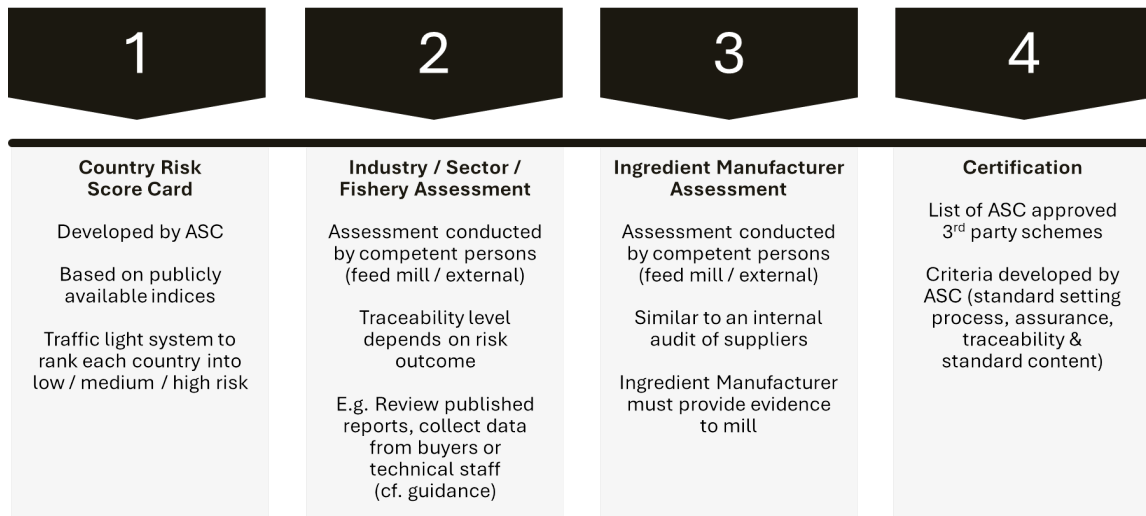 1
2
3
4
Country Risk
Score Card
Developed by ASC
Based on publicly
available indices
Traffic light system to
rank each country into
low / medium / high risk
Industry / Sector /
Fishery Assessment
Assessment conducted
by competent persons
(feed mill / external)
Traceability level
depends on risk
outcome
E.g. Review published
reports, collect data
from buyers or
technical staff
(cf. guidance)
Ingredient Manufacturer
Assessment
Assessment conducted
by competent persons
(feed mill / external)
Similar to an internal
audit of suppliers
Ingredient Manufacturer
must provide evidence
to mill
Certification
List of ASC approved
3rd party schemes
Criteria developed by
ASC (standard setting
process, assurance,
traceability &
standard content)